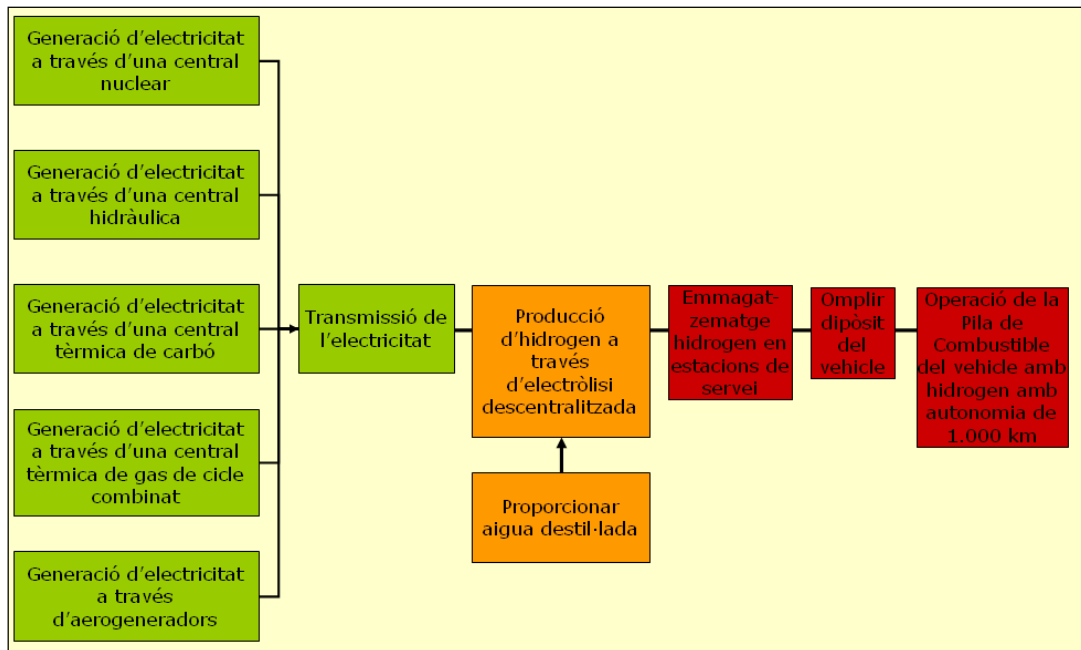 Generació d'electricitat
a través d'una central
nuclear
Generació d'electricitat
a través d'una central
hidràulica
Generació d'electricitat
a través d'una central
tèrmica de carbó
Generació d'electricitat
a través d'una central
tèrmica de gas de cicle
combinat
Generació d'electricitat
a través
d'aerogeneradors
Transmissió de
l'electricitat
Producció
d'hidrogen a
través
d'electròlisi
descentralitzada
Proporcionar
aigua destil·lada
Emmagat-
zematge
hidrogen en
estacions de
servei
Omplir
dipòsit
del
vehicle
Operació de la
Pila de
Combustible
del vehicle amb
hidrogen amb
autonomia de
1.000 km